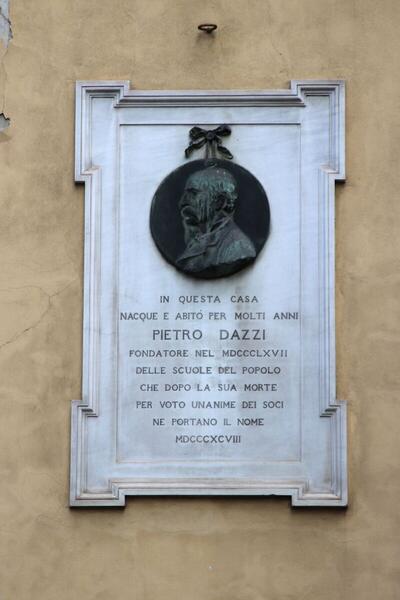 IN QUESTA CASA
NACQUE E ABITÓ PER MOLTI ANNI
PIETRO DAZZI
FONDATORE NEL MDCCCLXVII
DELLE SCUOLE DEL POPOLO
CHE DOPO LA SUA MORTE
PER VOTO UNANIME DEI SOCI
NE PORTANO IL NOME
MDCCCXCVIII